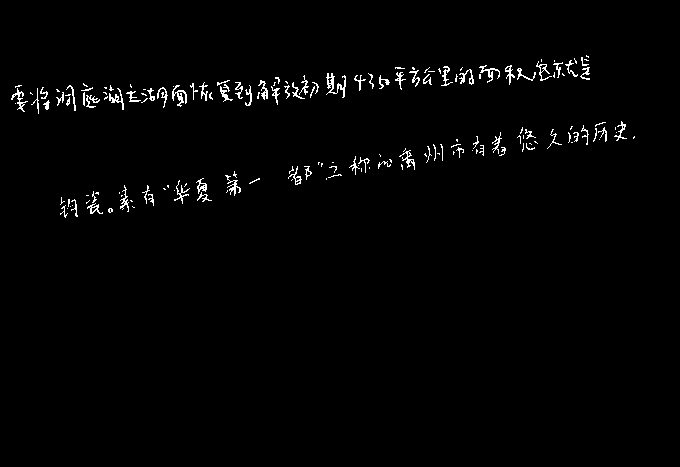 要将洞庭湖之湖面恢复到解放初期4350平方公里的面积它就是
钧瓷。素有"华夏第一都"之称的禹州市有着悠久的历史.